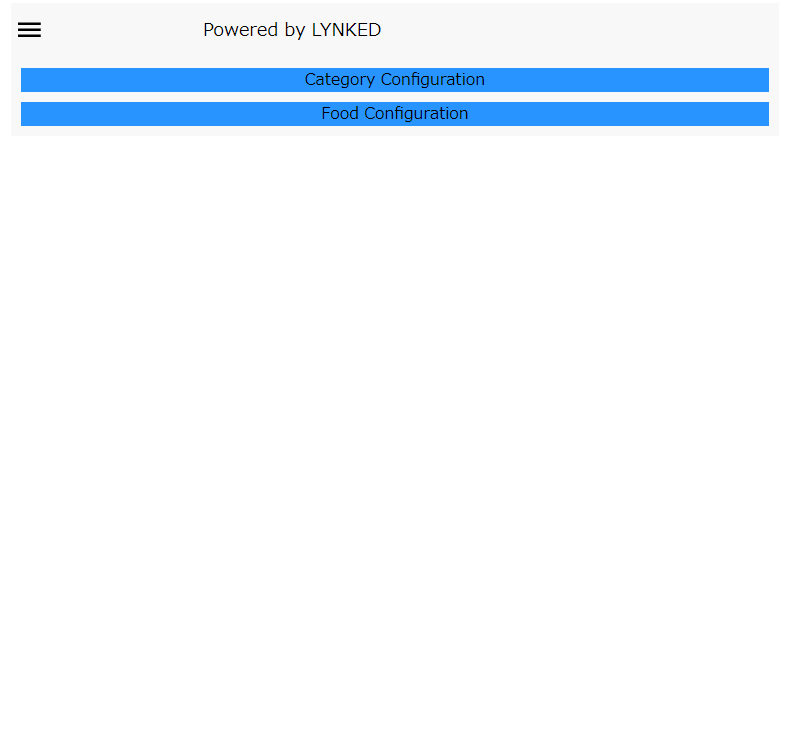 Powered by LYNKED
Category Configuration
Food Configuration